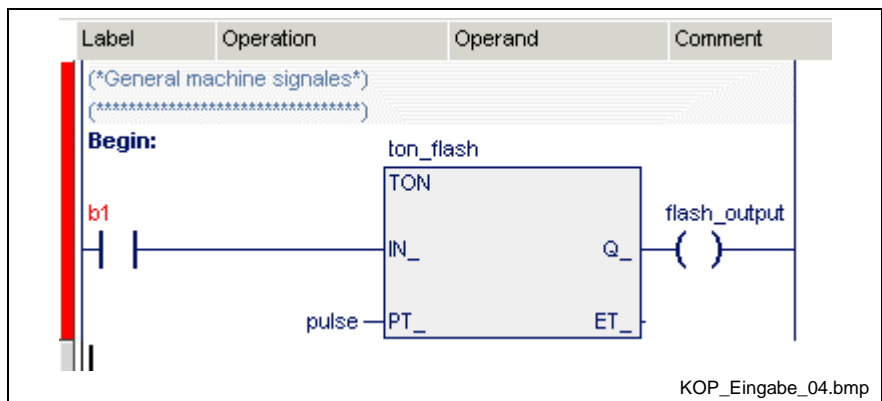 Label Operation Operand Comment
(*General machine signales*)
(*********************************)
Begin:
ton_flash
TON
b1
flash_output
IN_ Q_
( )
pulse PT_ ET_
KOP_Eingabe_04.bmp